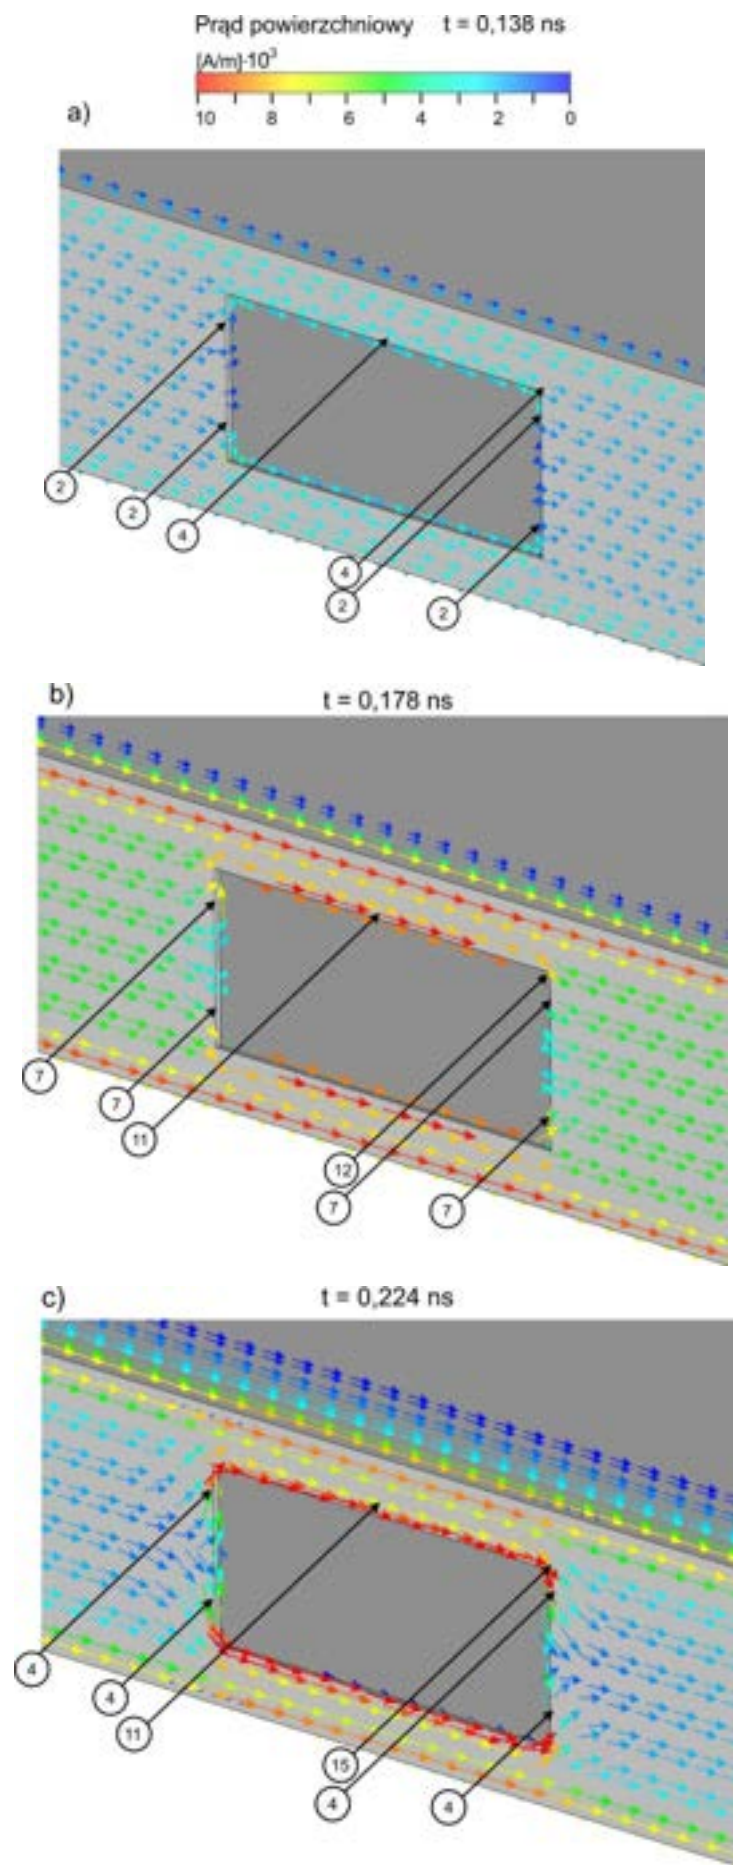 Prąd powierzchniowy t = 0,138 ns
[A/m]·10³
10 8 6 4 2 0
a)
2
2
4
4
2
2
b)
t = 0,178 ns
7
7
11
12
7
7
c)
t = 0,224 ns
4
4
11
15
4
4